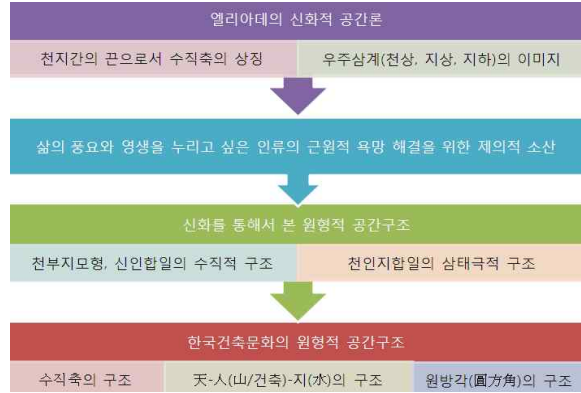 엘리아데의 신화적 공간론
천지간의 끈으로서 수직축의 상징
우주삼계(천상, 지상, 지하)의 이미지
삶의 풍요와 영생을 누리고 싶은 인류의 근원적 욕망 해결을 위한 제의적 소산
신화를 통해서 본 원형적 공간구조
천부지모형, 신인합일의 수직적 구조
천인지합일의 삼태극적 구조
한국건축문화의 원형적 공간구조
수직축의 구조
天-人(山/건축)-지(水)의 구조
원방각(圓方角)의 구조